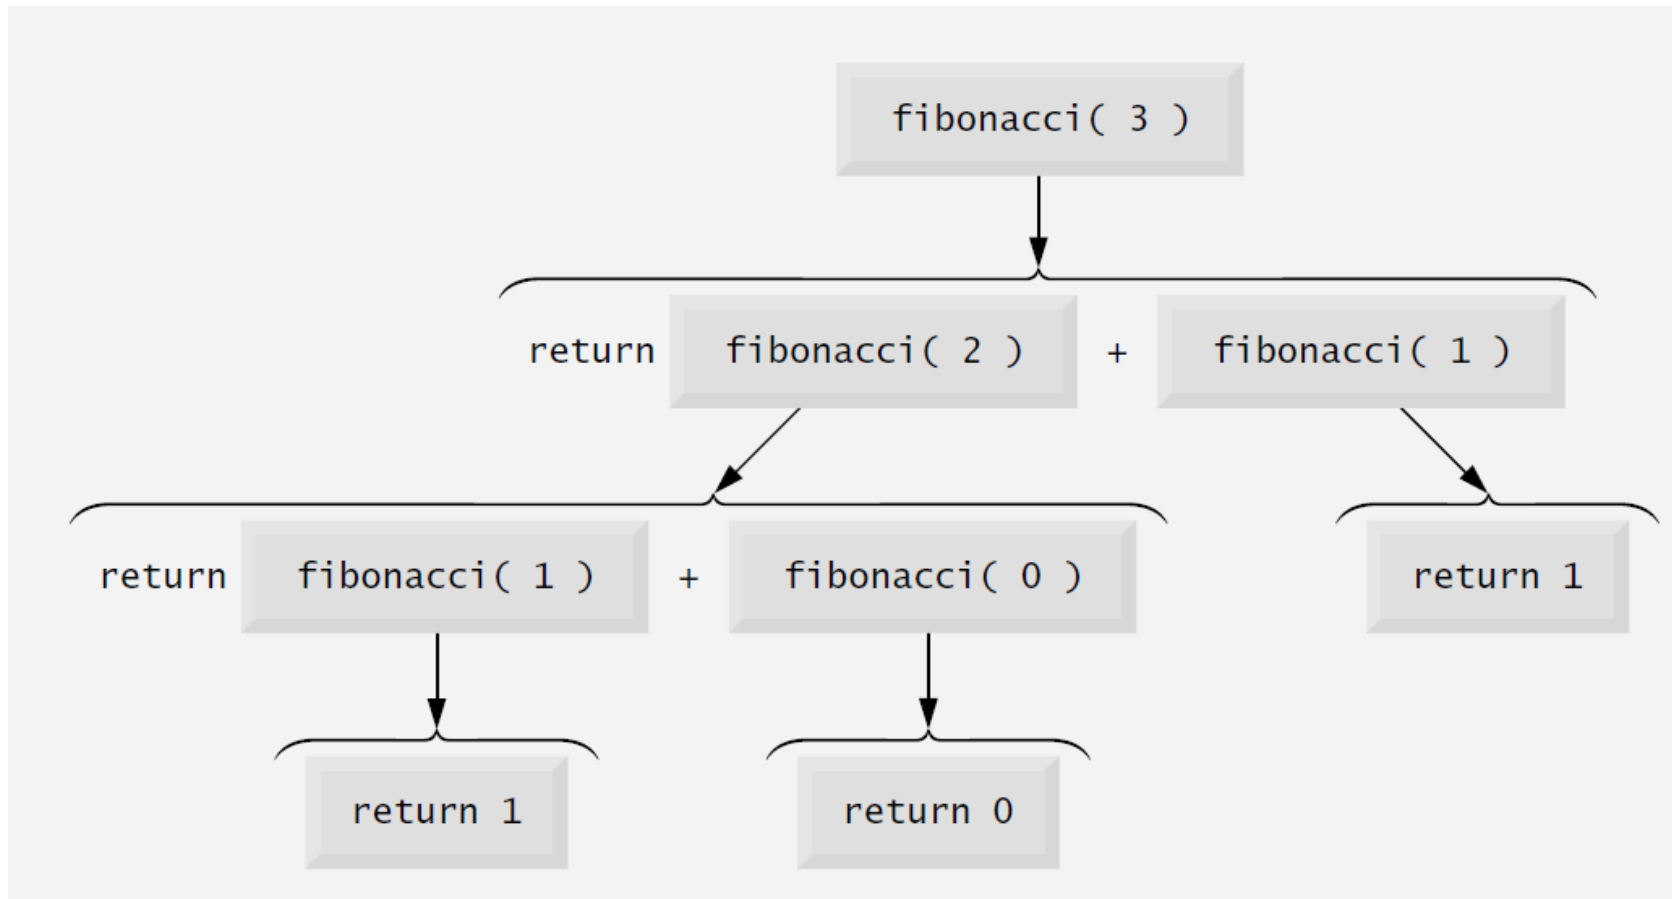 fibonacci( 3 )
return fibonacci( 2 ) + fibonacci( 1 )
return fibonacci( 1 ) + fibonacci( 0 ) return 1
return 1 return 0